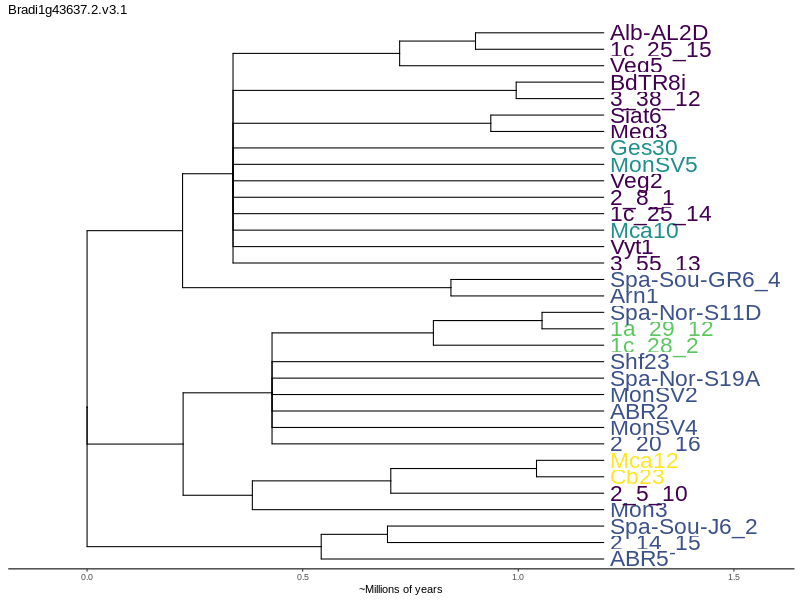 Bradi1g43637.2.v3.1
Alb-AL2D
1c_25_15
Veg5
BdTR8i
3_38_12
Siat6
Meg3
Ges30
MonSV5
Veg2
2_8_1
1c_25_14
Mca10
Vyt1
3_55_13
Spa-Sou-GR6_4
Arn1
Spa-Nor-S11D
1a_29_12
1c_28_2
Shf23
Spa-Nor-S19A
MonSV2
ABR2
MonSV4
2_20_16
Mca12
Cb23
2_5_10
Mon3
Spa-Sou-J6_2
2_14_15
ABR5
0.0 0.5 1.0 1.5
~Millions of years